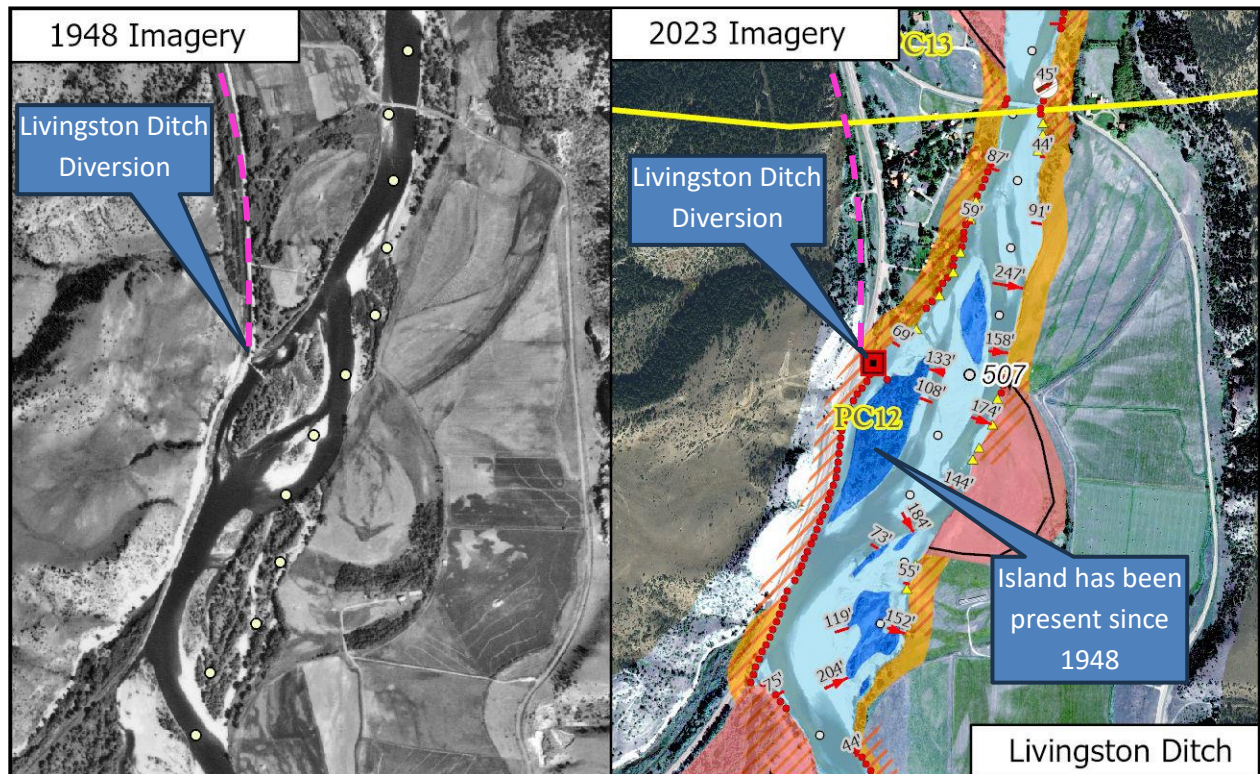 1948 Imagery
Livingston Ditch
Diversion
2023 Imagery
PC13
45'
44'
87'
Livingston Ditch
Diversion
59'
91'
247'
69'
158'
133'
507
108'
PC12
174'
144'
184'
73'
55'
Island has been
present since
1948
119'
152'
204'
75'
44'
Livingston Ditch